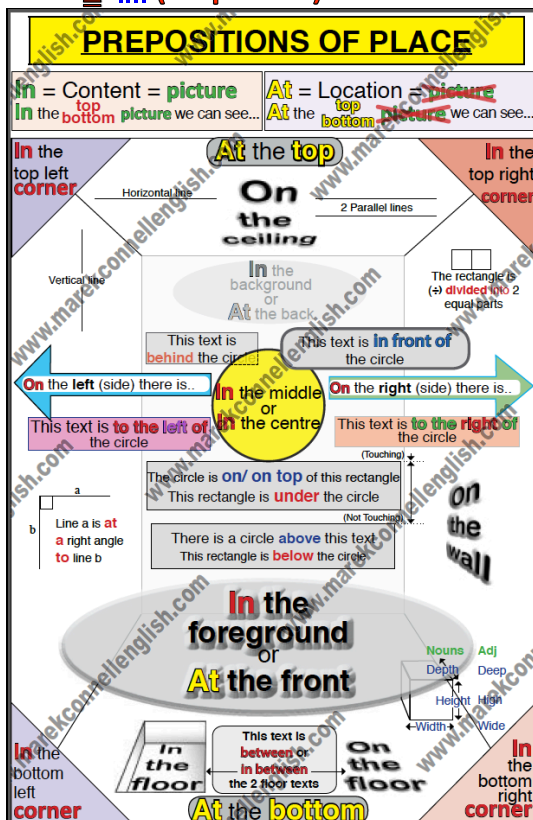 PREPOSITIONS OF PLACE
In = Content = picture
In the top bottom picture we can see...
At = Location = picture
At the top bottom picture we can see...
In the
top left
corner
At the top
In the
top right
corner
Horizontal line
On
the
ceiling
2 Parallel lines
Vertical line
In the
background
or
At the back.
The rectangle is
(÷) divided into 2
equal parts
This text is
behind the circle
This text is in front of
the circle
On the left (side) there is..
In the middle
or
In the centre
On the right (side) there is..
This text is to the left of
the circle
This text is to the right of
the circle
(Touching)
The circle is on/ on top of this rectangle
This rectangle is under the circle
(Not Touching)
There is a circle above this text
This rectangle is below the circle
on
the
wall
a
b
Line a is at
a right angle
to line b
In the
foreground
or
At the front
Nouns Adj
Depth Deep
Height High
Width Wide
In the
bottom
left
corner
In
the
floor
This text is
between or
in between
the 2 floor texts
On
the
floor
In
the
bottom
right
corner
At the bottom
www.marekconnellenglish.com